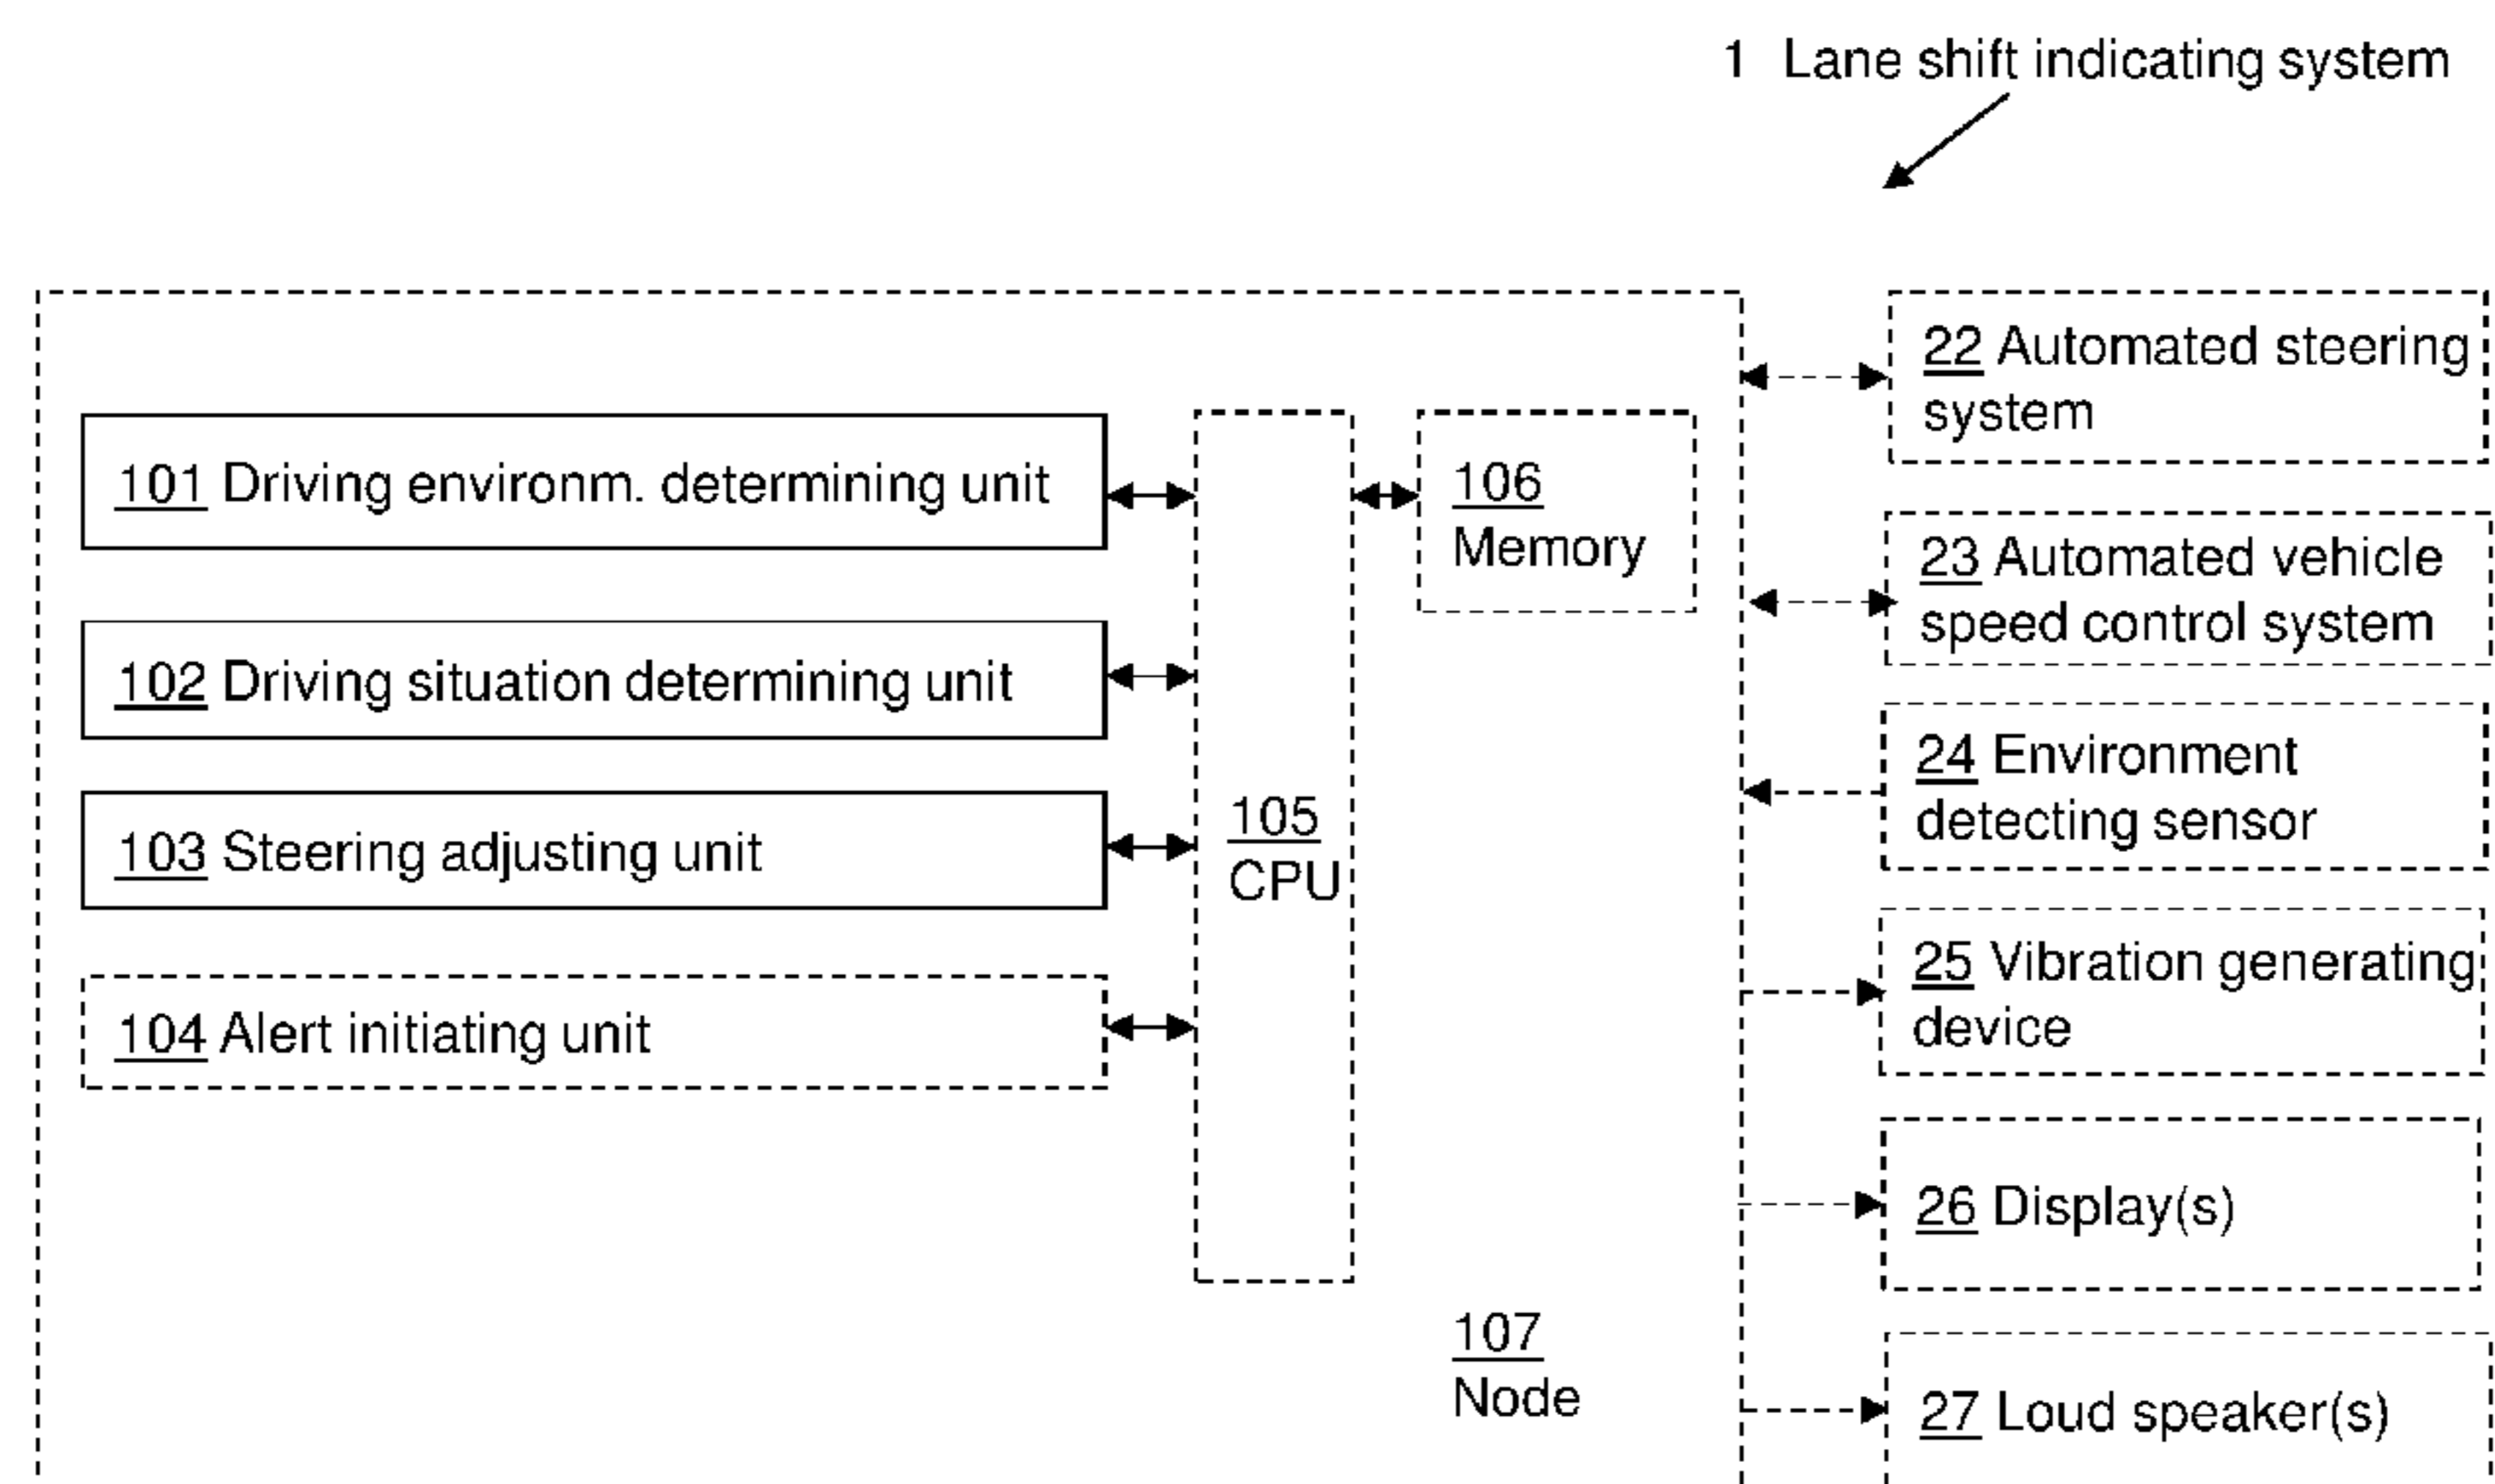 1 Lane shift indicating system
101 Driving environm. determining unit
102 Driving situation determining unit
103 Steering adjusting unit
104 Alert initiating unit
105
CPU
106
Memory
107
Node
22 Automated steering
system
23 Automated vehicle
speed control system
24 Environment
detecting sensor
25 Vibration generating
device
26 Display(s)
27 Loud speaker(s)